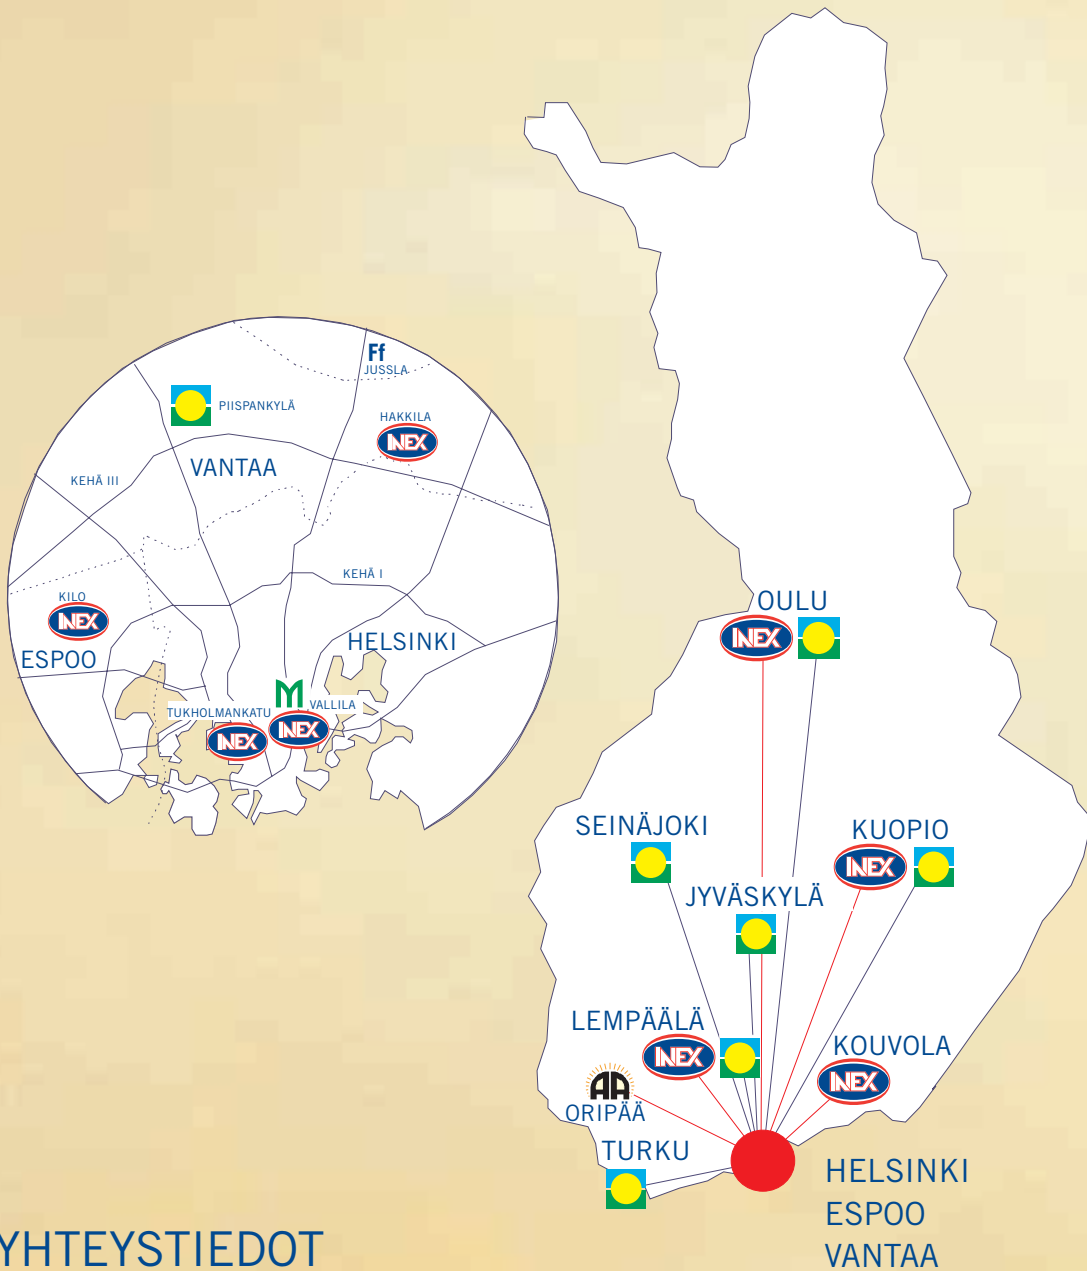 Ff
JUSSLA
PIISPANKYLÄ
HAKKILA
INEX
VANTAA
KEHÄ III
KEHÄ I
KILO
INEX
ESPOO
HELSINKI
TUKHOLMANKATU
INEX
VALLILA
INEX
OULU
INEX
SEINÄJOKI
KUOPIO
INEX
JYVÄSKYLÄ
LEMPÄÄLÄ
INEX
KOUVOLA
INEX
AA
ORIPÄÄ
TURKU
HELSINKI
ESPOO
VANTAA
YHTEYSTIEDOT